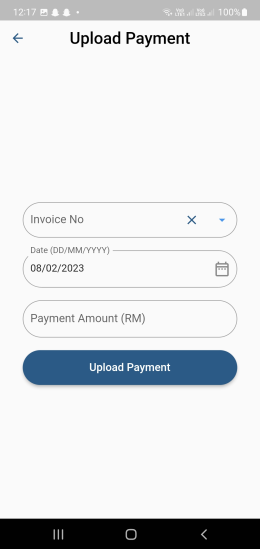 12:17
100%
Upload Payment
Invoice No
Date (DD/MM/YYYY)
08/02/2023
Payment Amount (RM)
Upload Payment